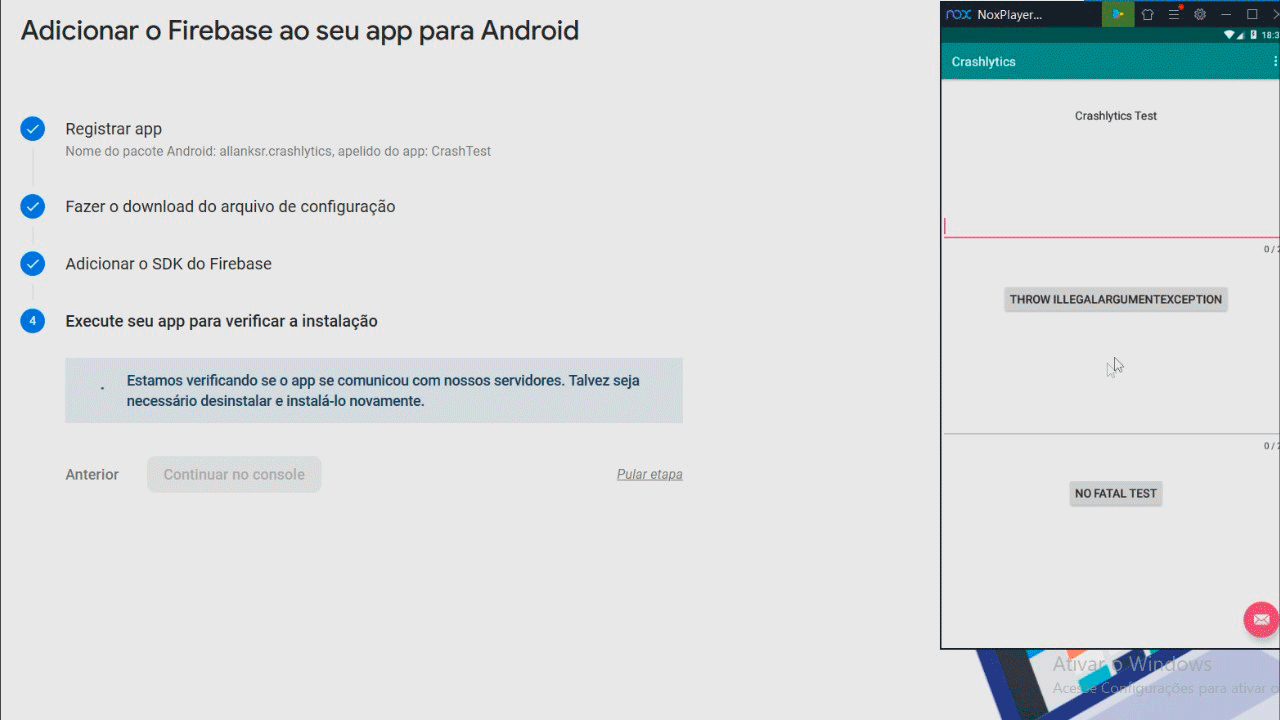 Adicionar o Firebase ao seu app para Android
Registrar app
Nome do pacote Android: allanksr.crashlytics, apelido do app: CrashTest
Fazer o download do arquivo de configuração
Adicionar o SDK do Firebase
4
Execute seu app para verificar a instalação
Estamos verificando se o app se comunicou com nossos servidores. Talvez seja
necessário desinstalar e instalá-lo novamente.
Anterior
Continuar no console
Pular etapa
nox NoxPlayer...
18:3
Crashlytics
Crashlytics Test
0 / 2
THROW ILLEGALARGUMENTEXCEPTION
0 / 2
NO FATAL TEST
Ativar o Windows
Acesse Configurações para ativar o